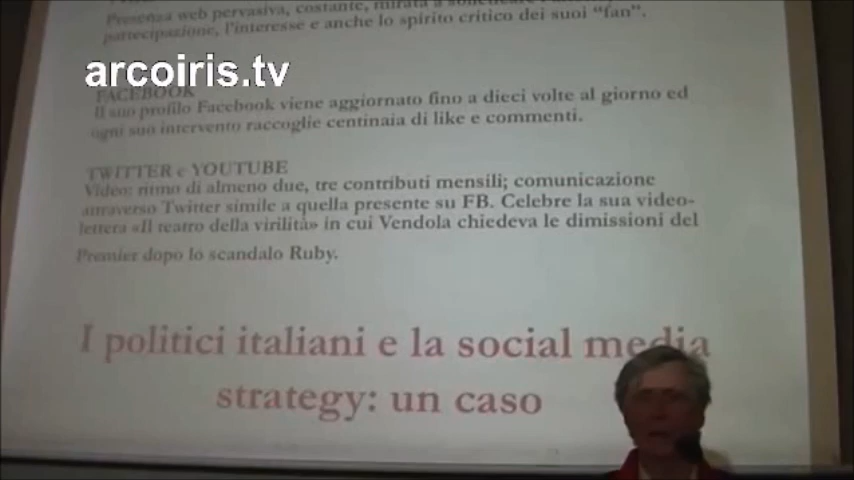 Presenza web pervasiva, costante, mirata a
partecipazione, l'interesse e anche lo spirito critico dei suoi “fan”.
arcoiris.tv
FACEBOOK
Il suo profilo Facebook viene aggiornato fino a dieci volte al giorno ed
ogni suo intervento raccoglie centinaia di like e commenti.
TWITTER e YOUTUBE
Video: ritmo di almeno due, tre contributi mensili; comunicazione
attraverso Twitter simile a quella presente su FB. Celebre la sua video-
lettera «Il teatro della virilità» in cui Vendola chiedeva le dimissioni del
Premier dopo lo scandalo Ruby.
I politici italiani e la social media
strategy: un caso